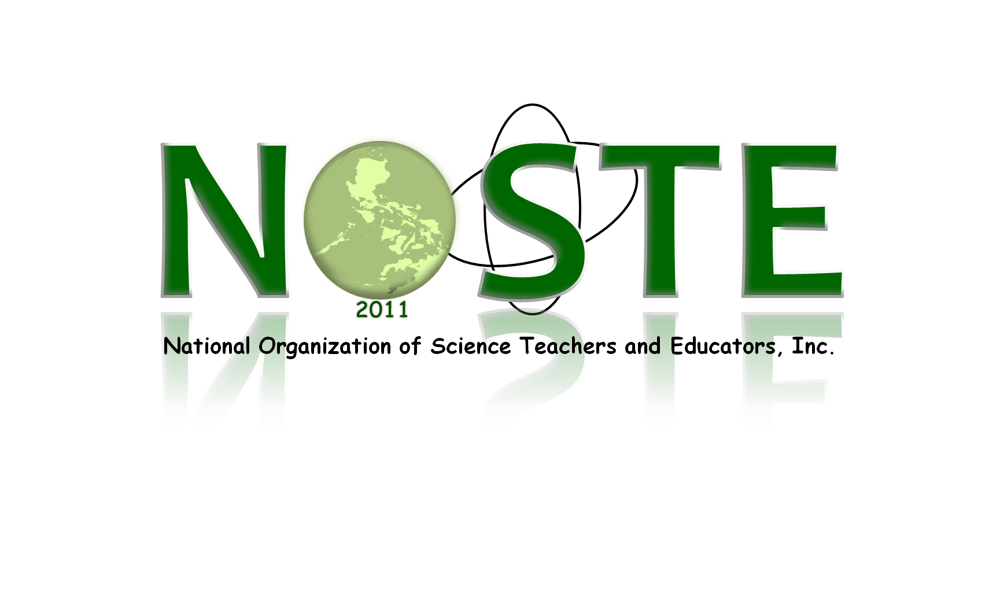 NOSTE
2011
National Organization of Science Teachers and Educators, Inc.